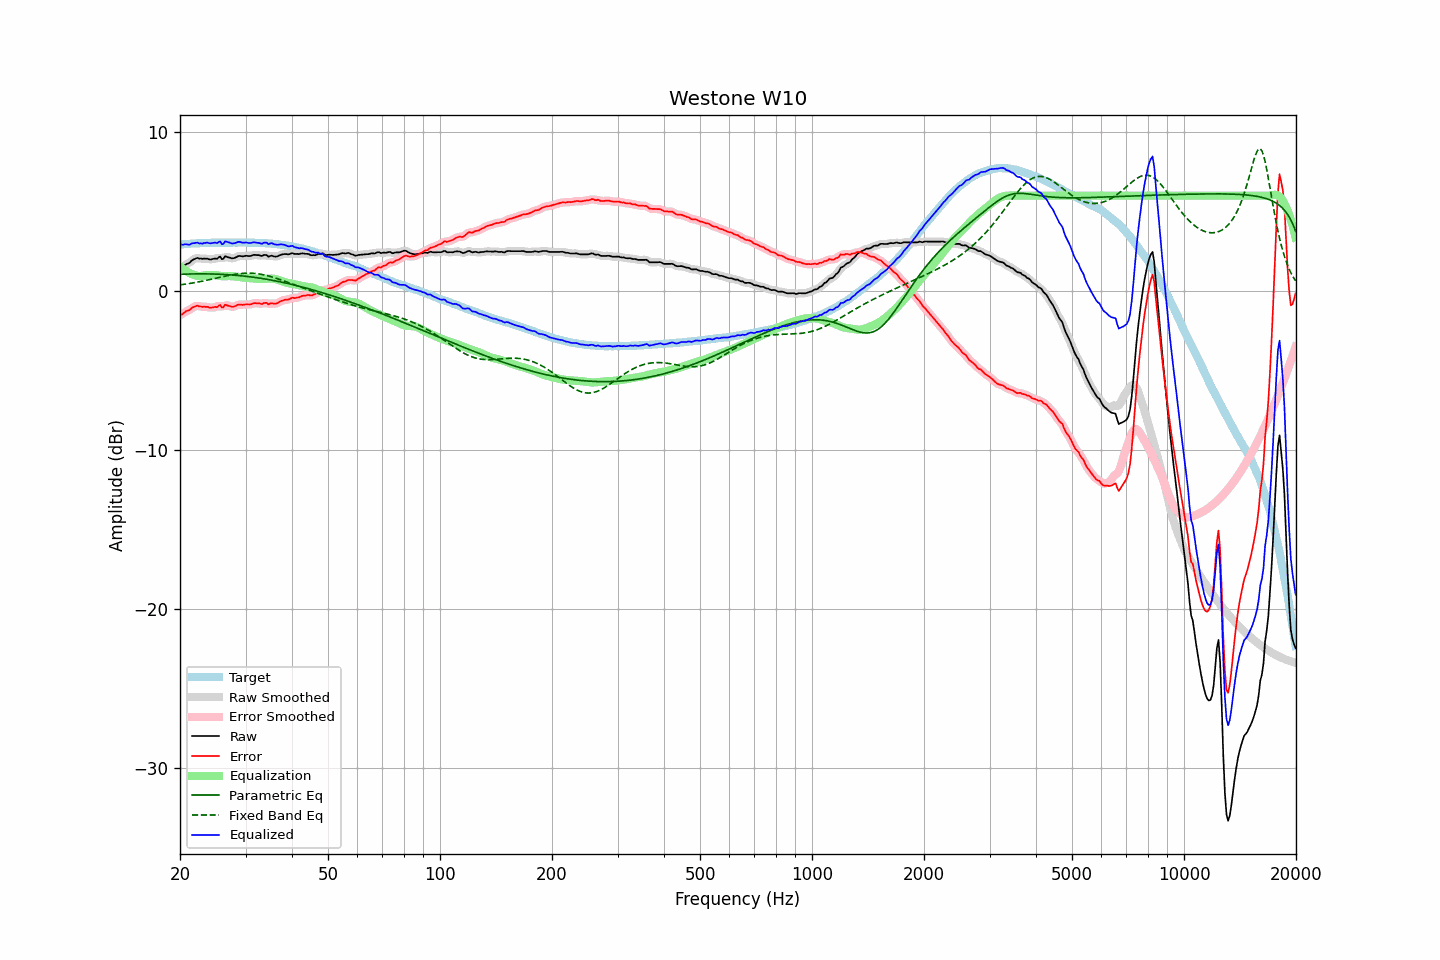 Westone W10
10
0
−10
−20
−30
Amplitude (dBr)
Target
Raw Smoothed
Error Smoothed
Raw
Error
Equalization
Parametric Eq
Fixed Band Eq
Equalized
20 50 100 200 500 1000 2000 5000 10000 20000
Frequency (Hz)